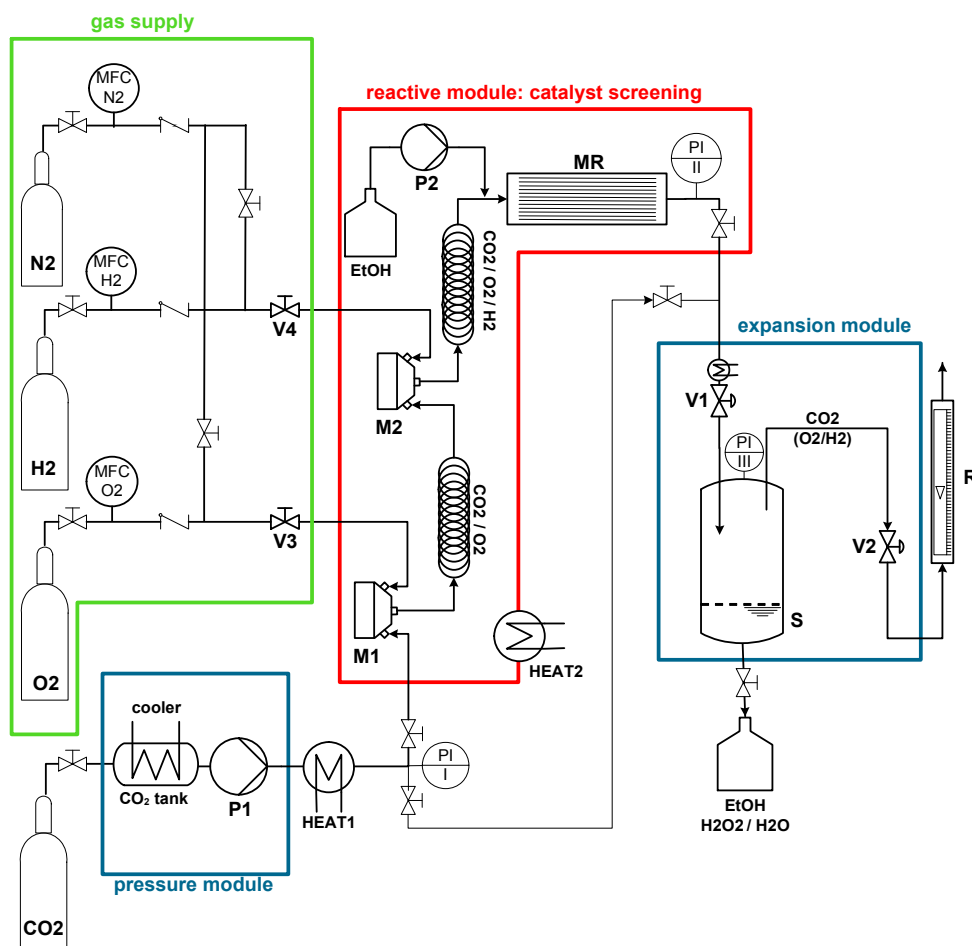 gas supply
MFC
N2
N2
MFC
H2
H2
V4
MFC
O2
O2
V3
reactive module: catalyst screening
P2
EtOH
MR
PI
II
CO2 / O2 / H2
M2
CO2 / O2
M1
HEAT2
expansion module
V1
PI
III
CO2
(O2/H2)
V2
R
S
EtOH
H2O2 / H2O
cooler
CO₂ tank
P1
HEAT1
PI
I
pressure module
CO2